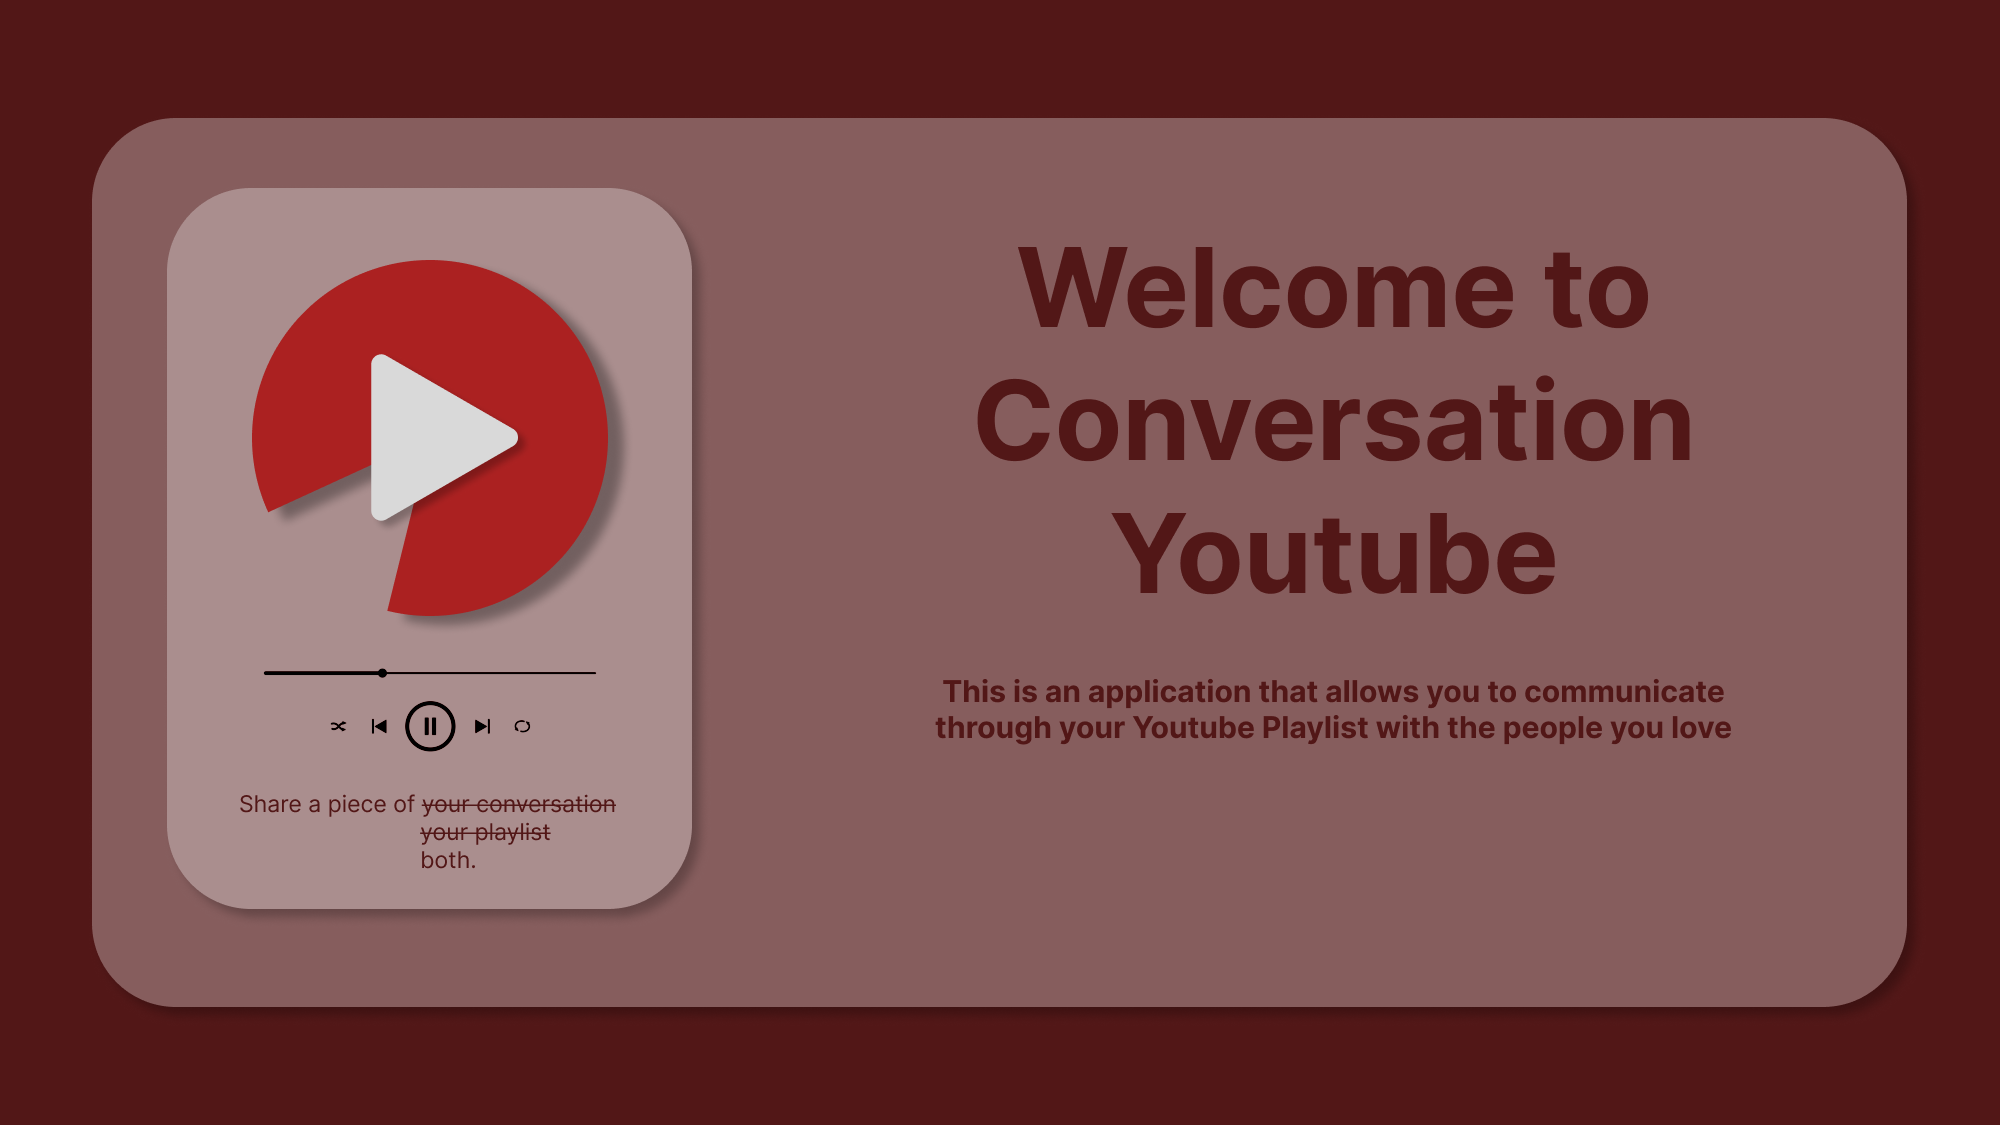 Welcome to
Conversation
Youtube
This is an application that allows you to communicate
through your Youtube Playlist with the people you love
Share a piece of your conversation
your playlist
both.